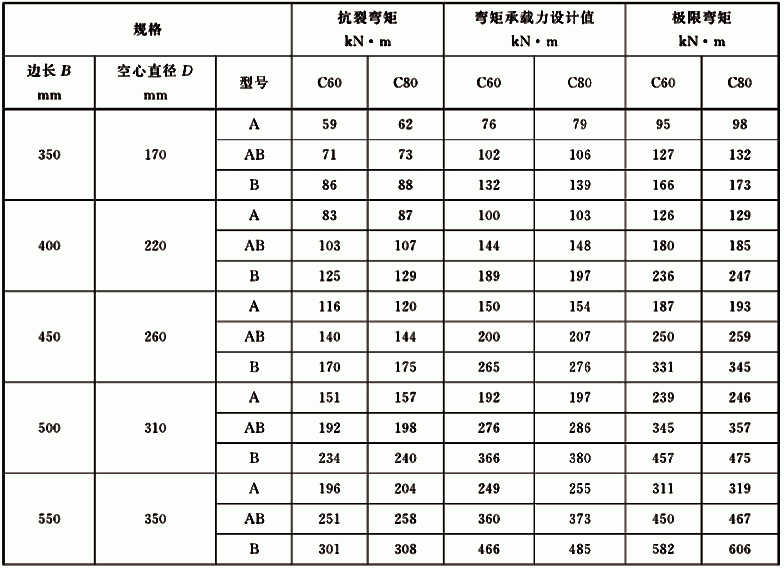 规格 抗裂弯矩 kN·m 弯矩承载力设计值 kN·m 极限弯矩 kN·m
边长 B mm 空心直径 D mm 型号 C60 C80 C60 C80 C60 C80
350 170 A 59 62 76 79 95 98
AB 71 73 102 106 127 132
B 86 88 132 139 166 173
400 220 A 83 87 100 103 126 129
AB 103 107 144 148 180 185
B 125 129 189 197 236 247
450 260 A 116 120 150 154 187 193
AB 140 144 200 207 250 259
B 170 175 265 276 331 345
500 310 A 151 157 192 197 239 246
AB 192 198 276 286 345 357
B 234 240 366 380 457 475
550 350 A 196 204 249 255 311 319
AB 251 258 360 373 450 467
B 301 308 466 485 582 606